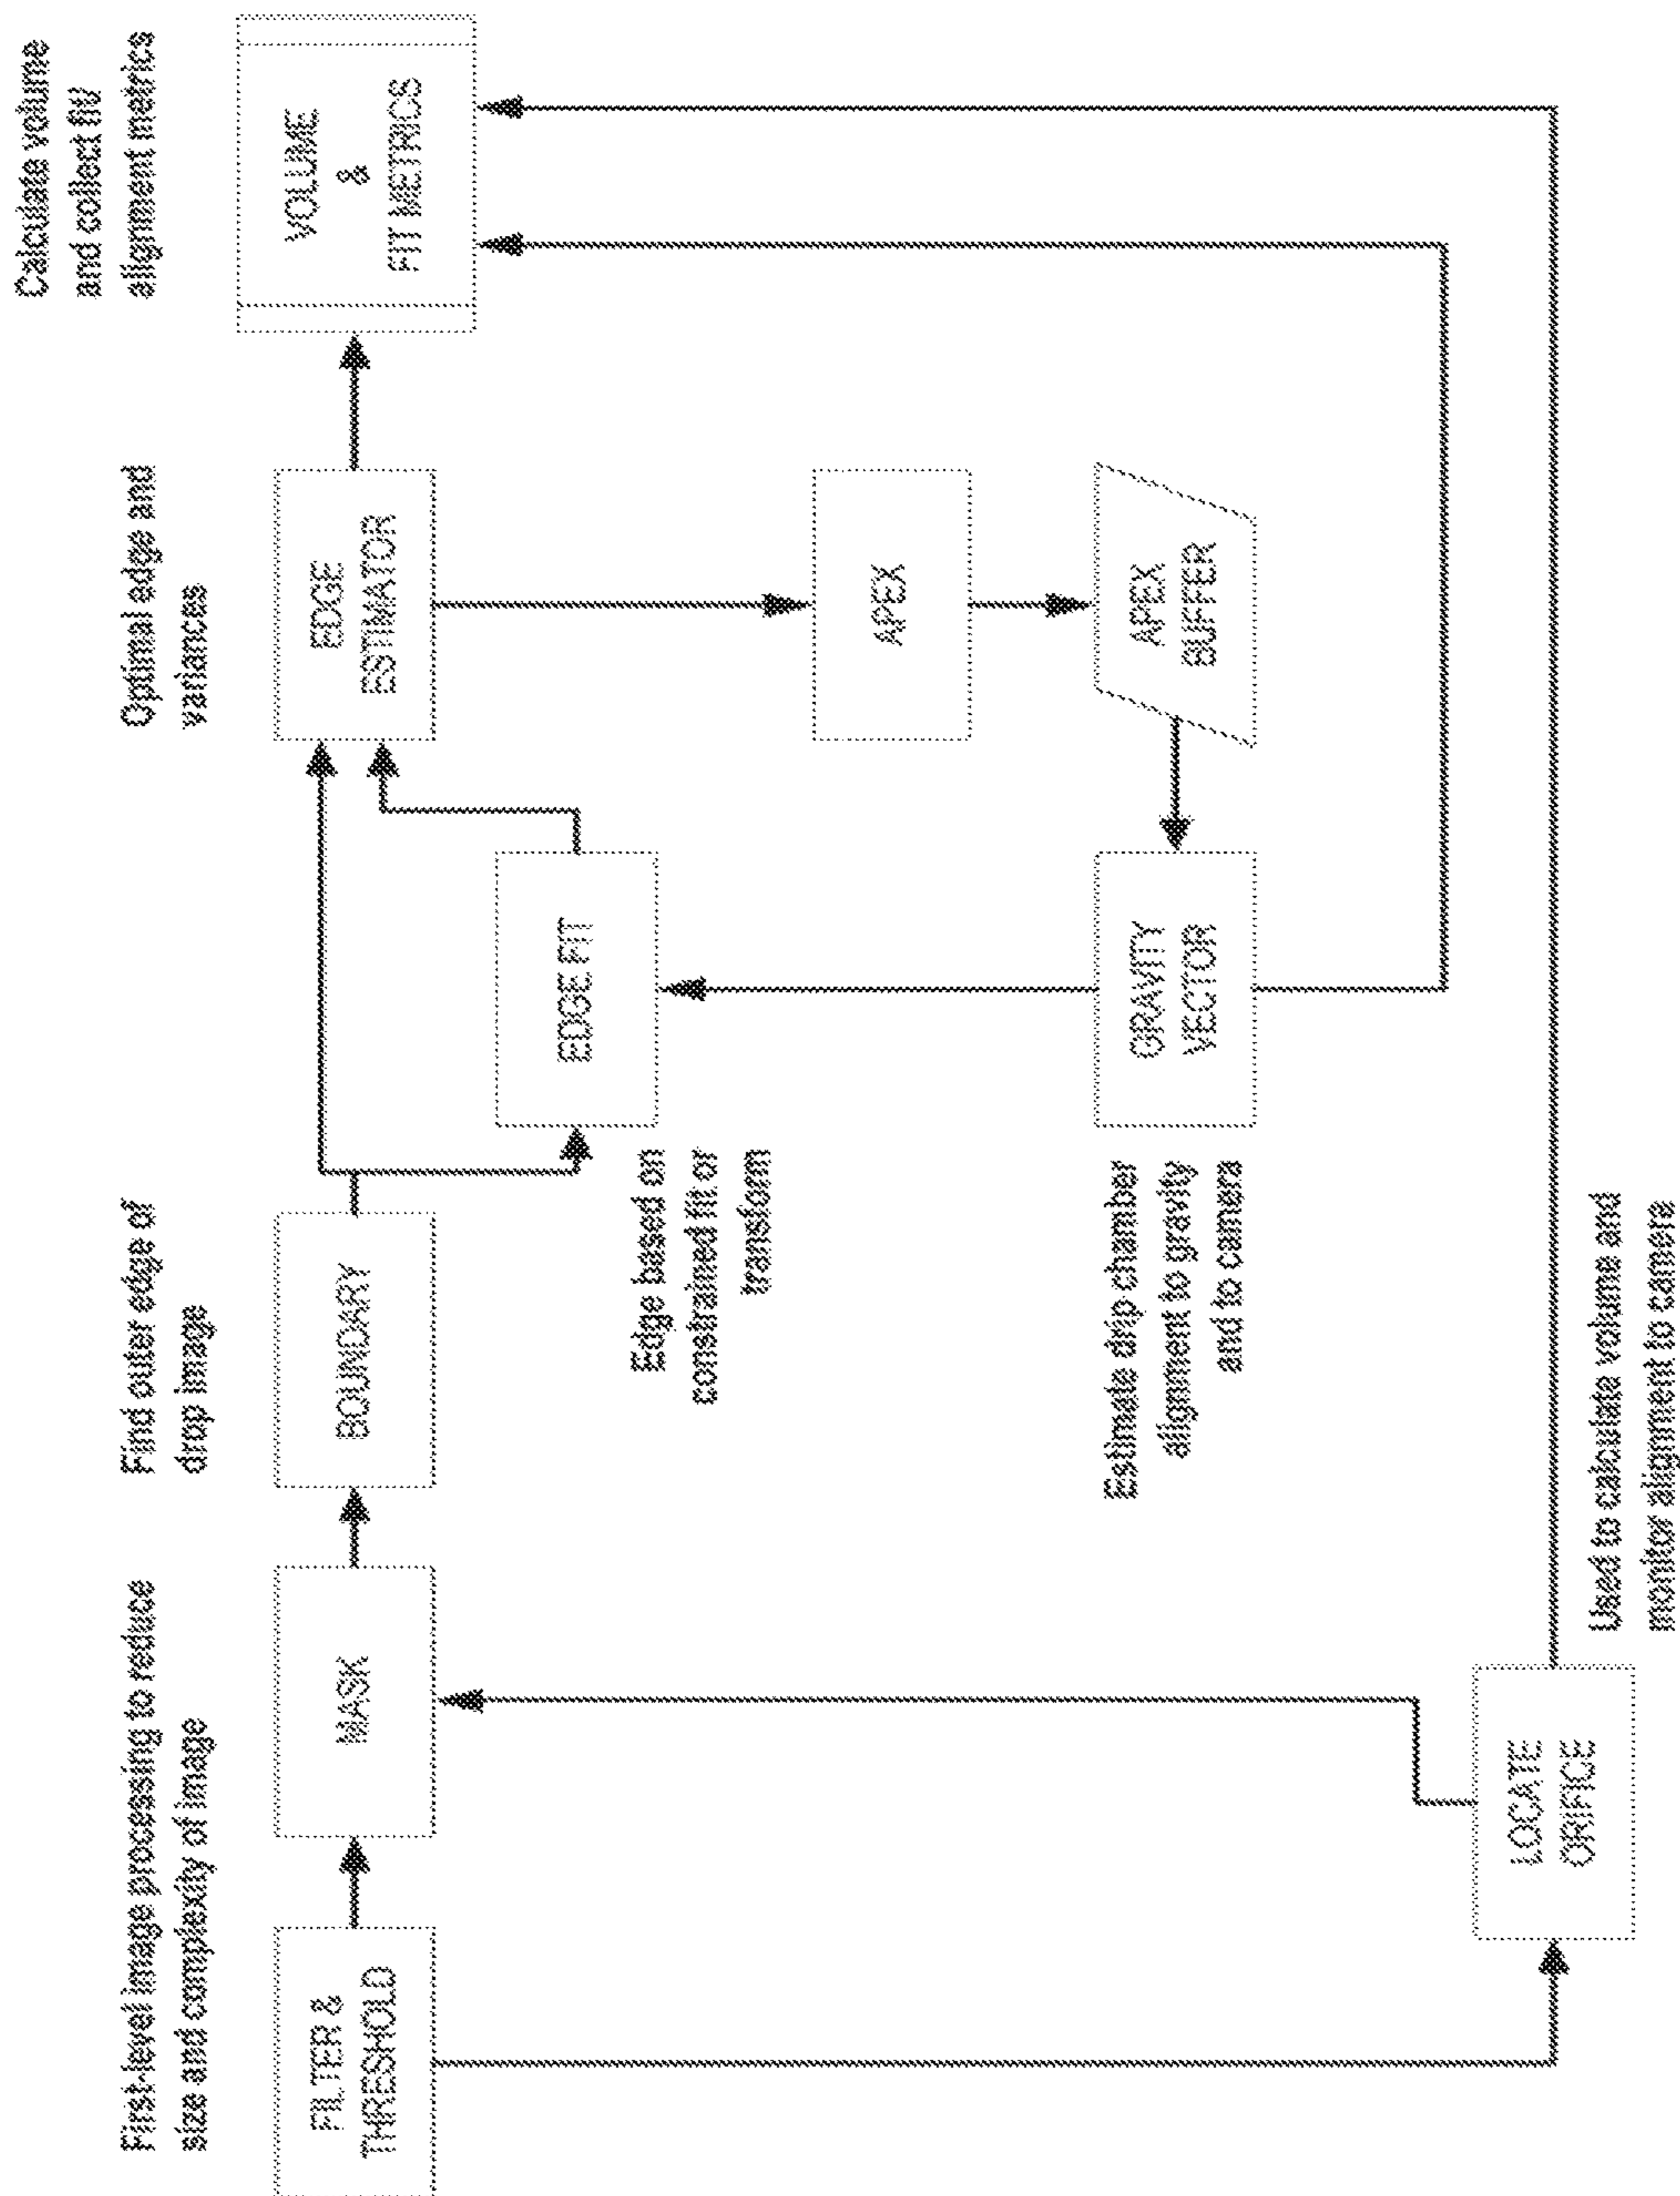 First-level image processing to reduce
size and complexity of image
Find outer edge of
drop image
Optimal edge and
variances
Calculate volume
and collect fit/
alignment metrics
FILTER &
THRESHOLD
MASK
BOUNDARY
EDGE
ESTIMATOR
VOLUME
&
FIT METRICS
EDGE FIT
Edge based on
constrained fit or
transform
APEX
APEX
BUFFER
GRAVITY
VECTOR
Estimate drip chamber
alignment to gravity
and to camera
LOCATE
ORIFICE
Used to calculate volume and
monitor alignment to camera